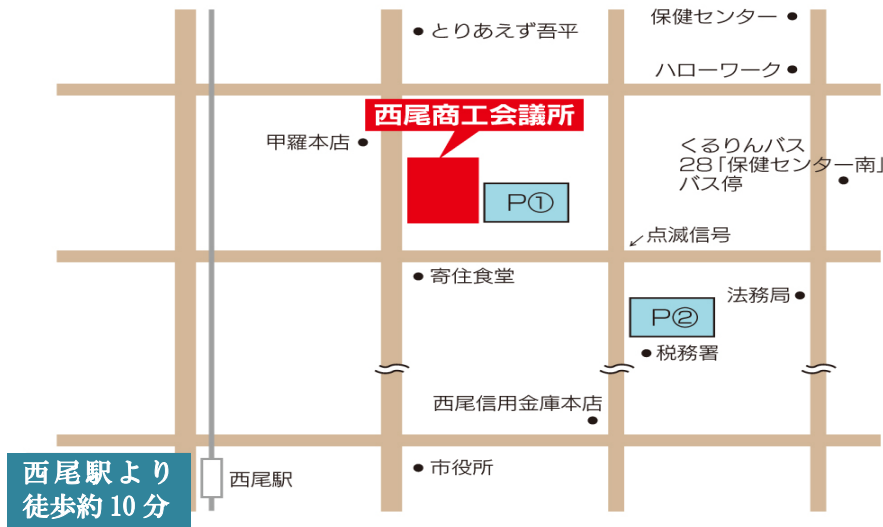 保健センター
とりあえず吾平
ハローワーク
西尾商工会議所
甲羅本店
くるりんバス
28「保健センター南」
バス停
P①
点滅信号
寄住食堂
法務局
P②
税務署
西尾信用金庫本店
市役所
西尾駅
西尾駅より
徒歩約10分